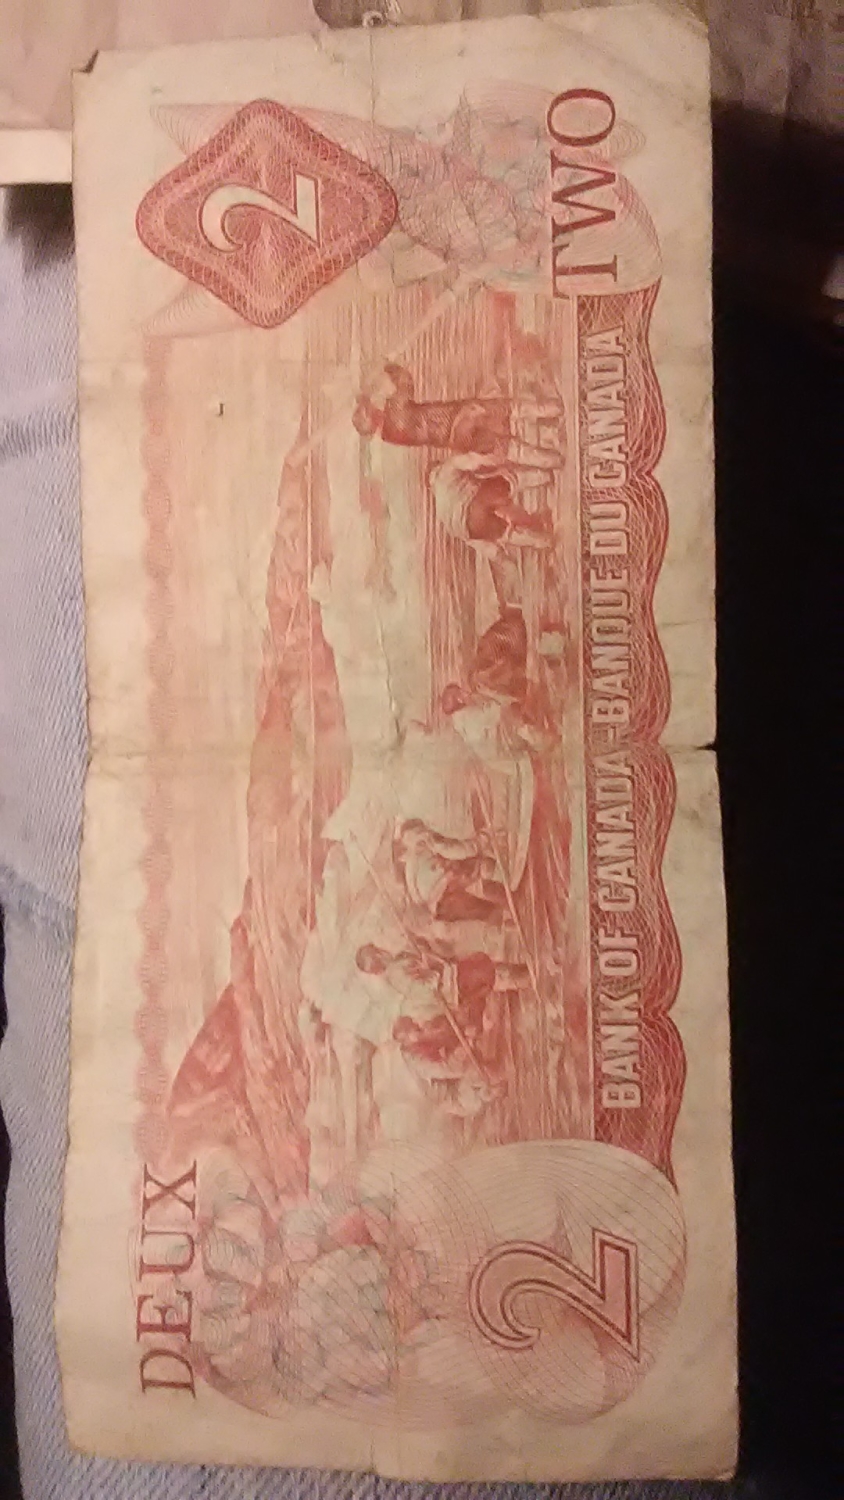 DEUX
2
TWO
2
BANK OF CANADA-BANQUE DU CANADA